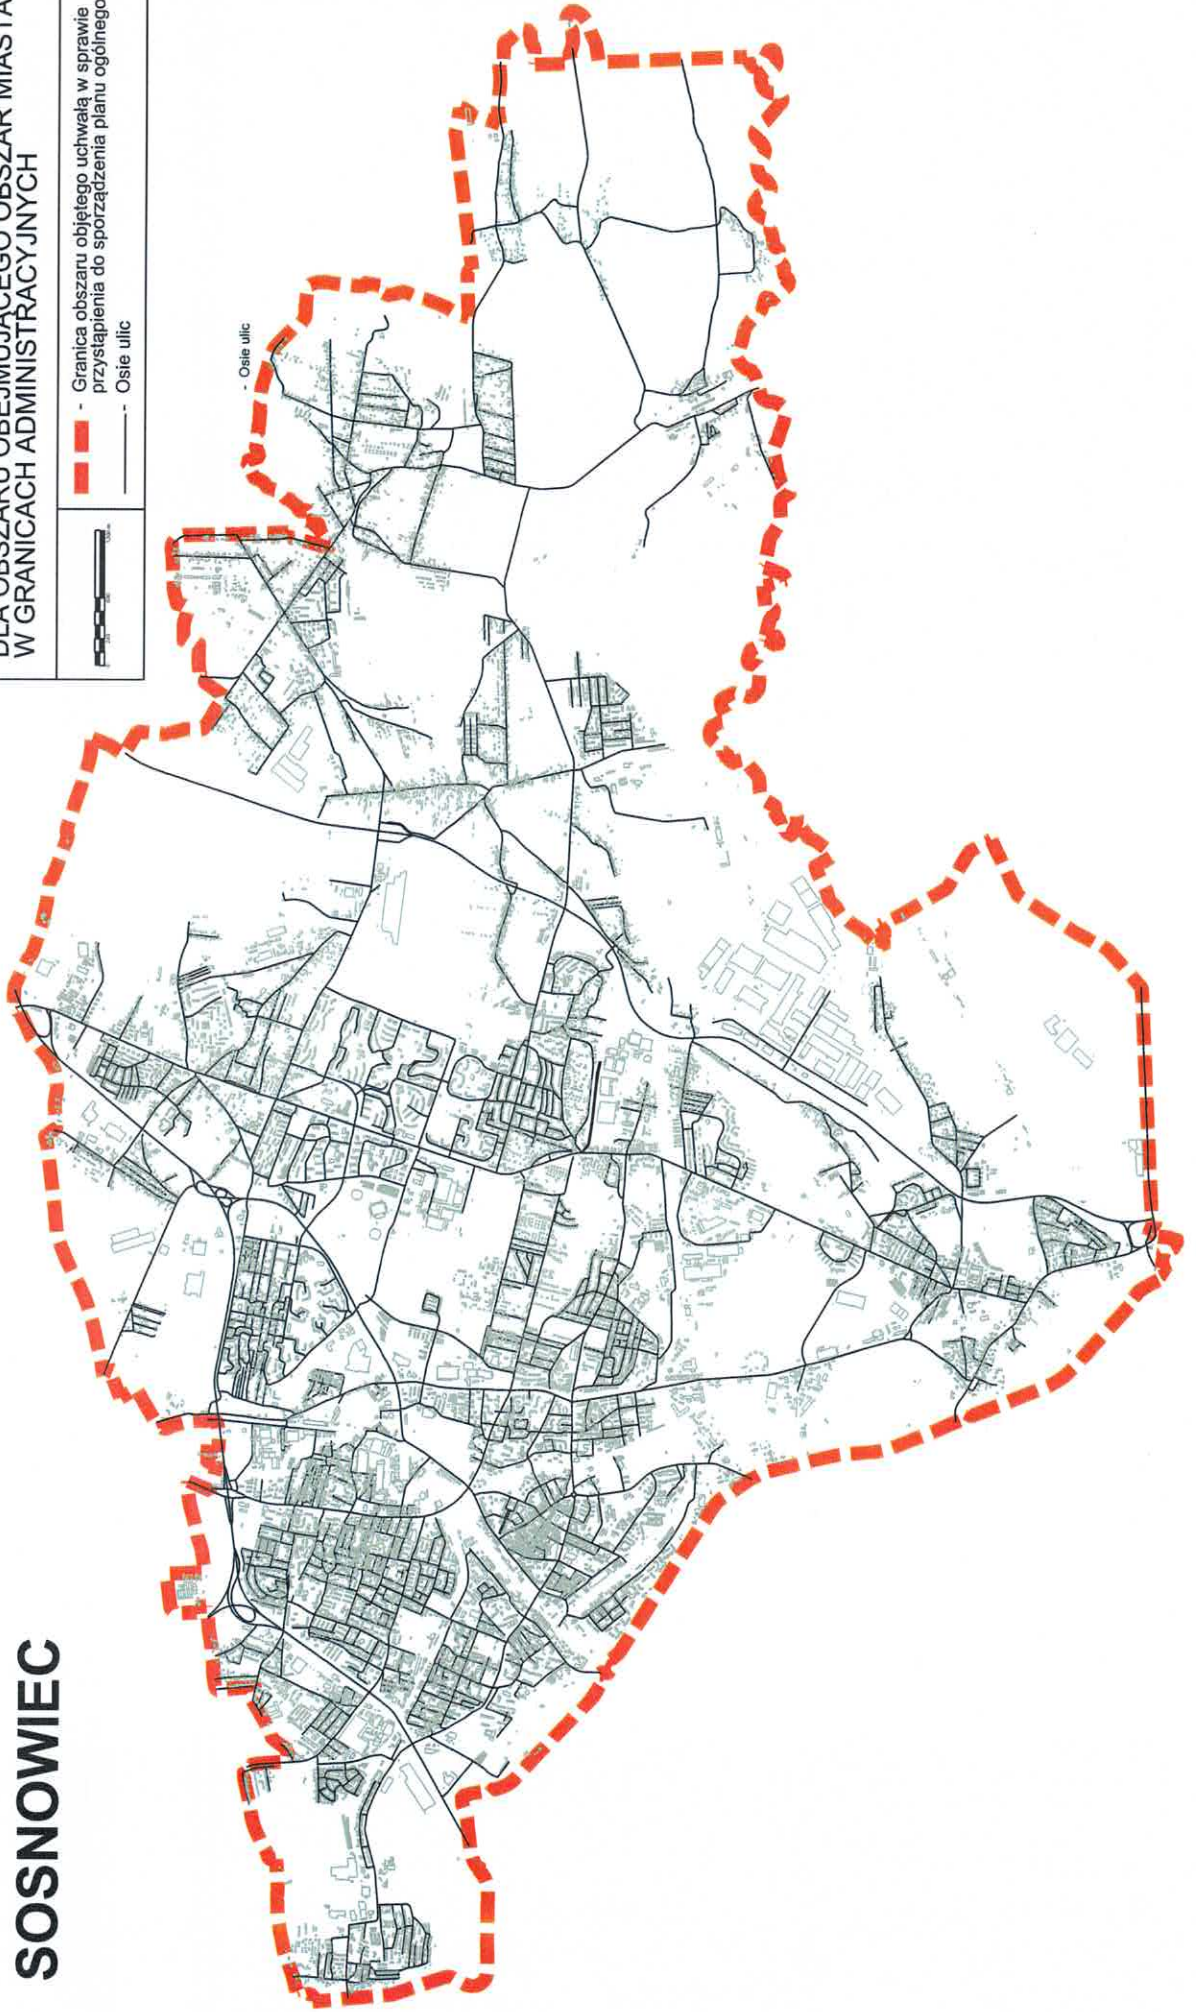 SOSNOWIEC
DLA OBSZARU OBEJMUJĄCEGO OBSZAR MIASTA
W GRANICACH ADMINISTRACYJNYCH
- Granica obszaru objętego uchwałą w sprawie
przystąpienia do sporządzenia planu ogólnego
- Osie ulic
- Osie ulic